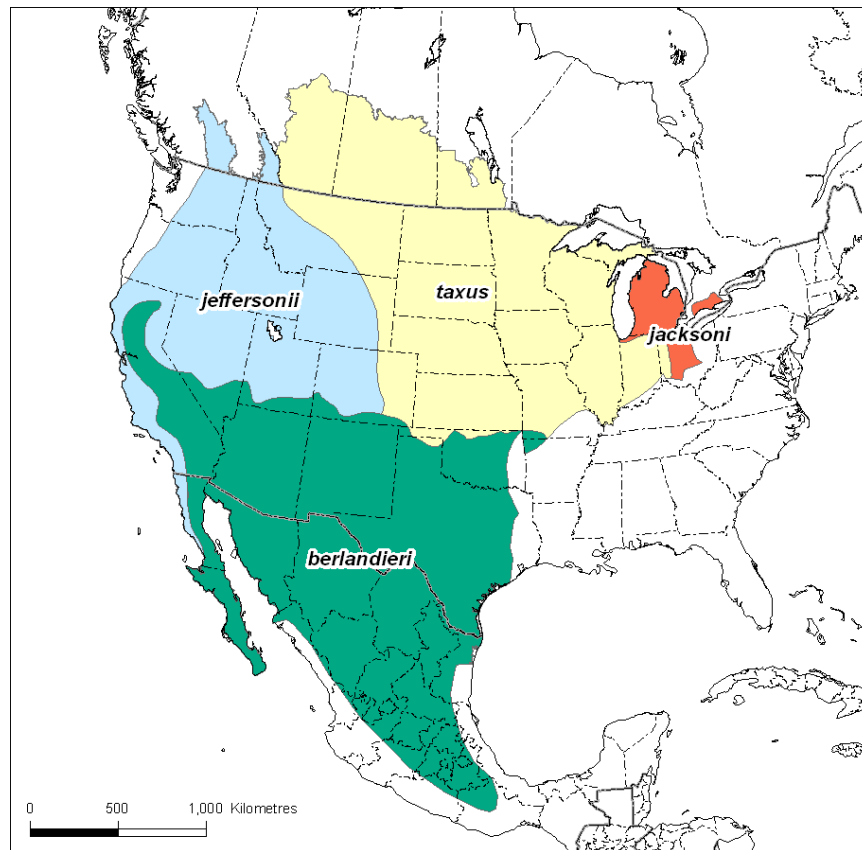 jeffersonii
taxus
jacksoni
berlandieri
0 500 1,000 Kilometres